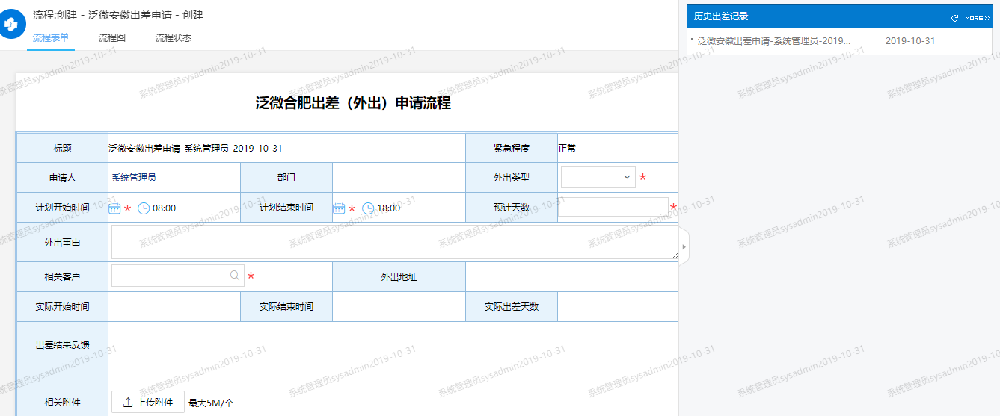 流程:创建 - 泛微安徽出差申请 - 创建
流程表单 流程图 流程状态
历史出差记录 MORE
泛微安徽出差申请-系统管理员-2019... 2019-10-31
泛微合肥出差（外出）申请流程
标题 泛微安徽出差申请-系统管理员-2019-10-31 紧急程度 正常
申请人 系统管理员 部门 外出类型 *
计划开始时间 * 08:00 计划结束时间 * 18:00 预计天数 *
外出事由
相关客户 * 外出地址
实际开始时间 实际结束时间 实际出差天数
出差结果反馈
相关附件 上传附件 最大5M/个
系统管理员sysadmin2019-10-31